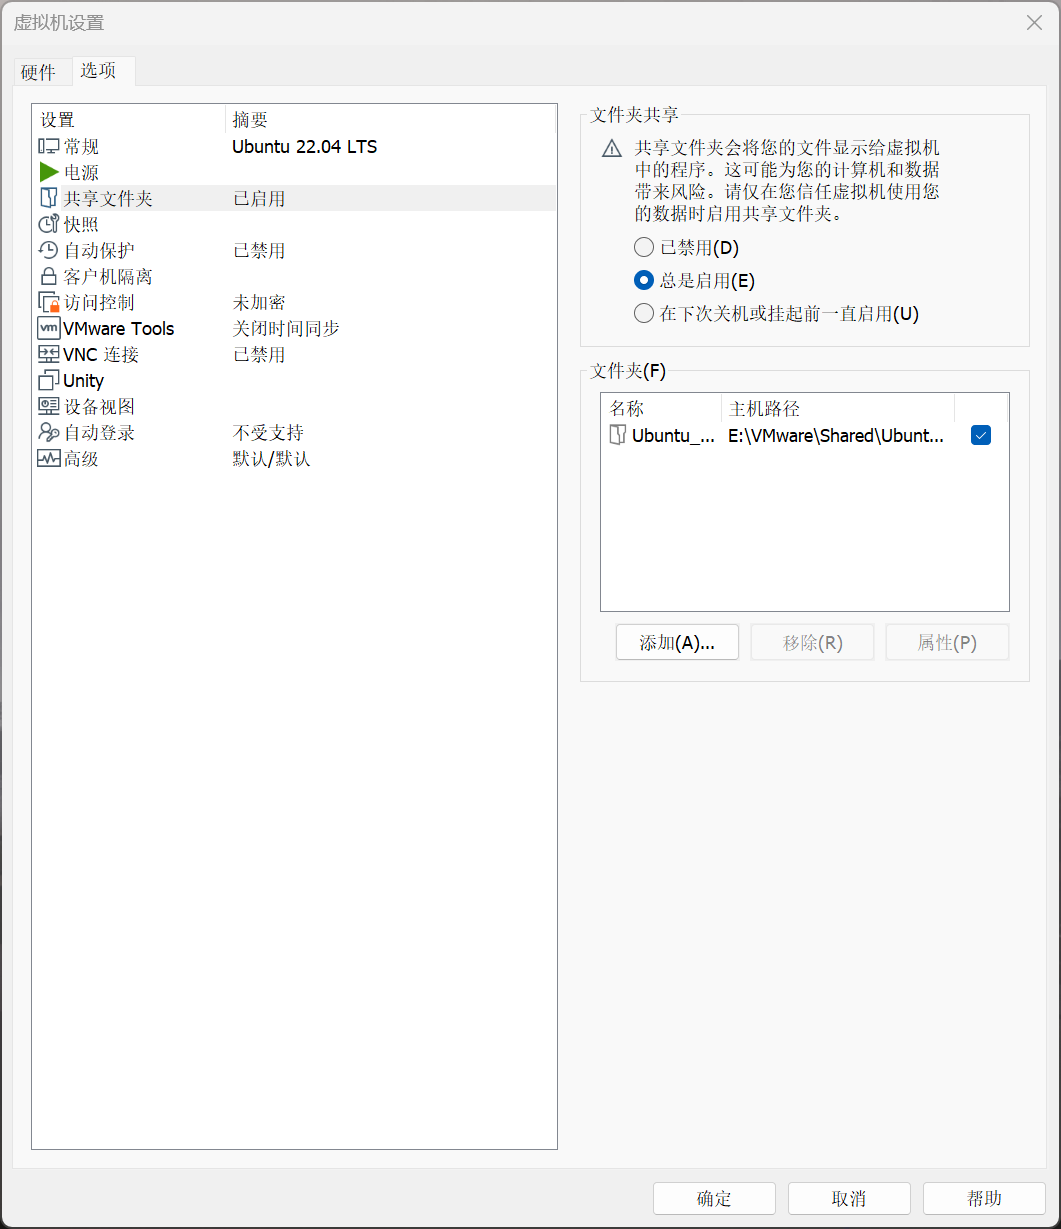 虚拟机设置
硬件 选项
设置 摘要
常规 Ubuntu 22.04 LTS
电源
共享文件夹 已启用
快照
自动保护 已禁用
客户机隔离
访问控制 未加密
vm VMware Tools 关闭时间同步
VNC 连接 已禁用
Unity
设备视图
自动登录 不受支持
高级 默认/默认
文件夹共享
共享文件夹会将您的文件显示给虚拟机
中的程序。这可能为您的计算机和数据
带来风险。请仅在您信任虚拟机使用您
的数据时启用共享文件夹。
已禁用(D)
总是启用(E)
在下次关机或挂起前一直启用(U)
文件夹(F)
名称 主机路径
Ubuntu_... E:\VMware\Shared\Ubunt...
添加(A)... 移除(R) 属性(P)
确定 取消 帮助